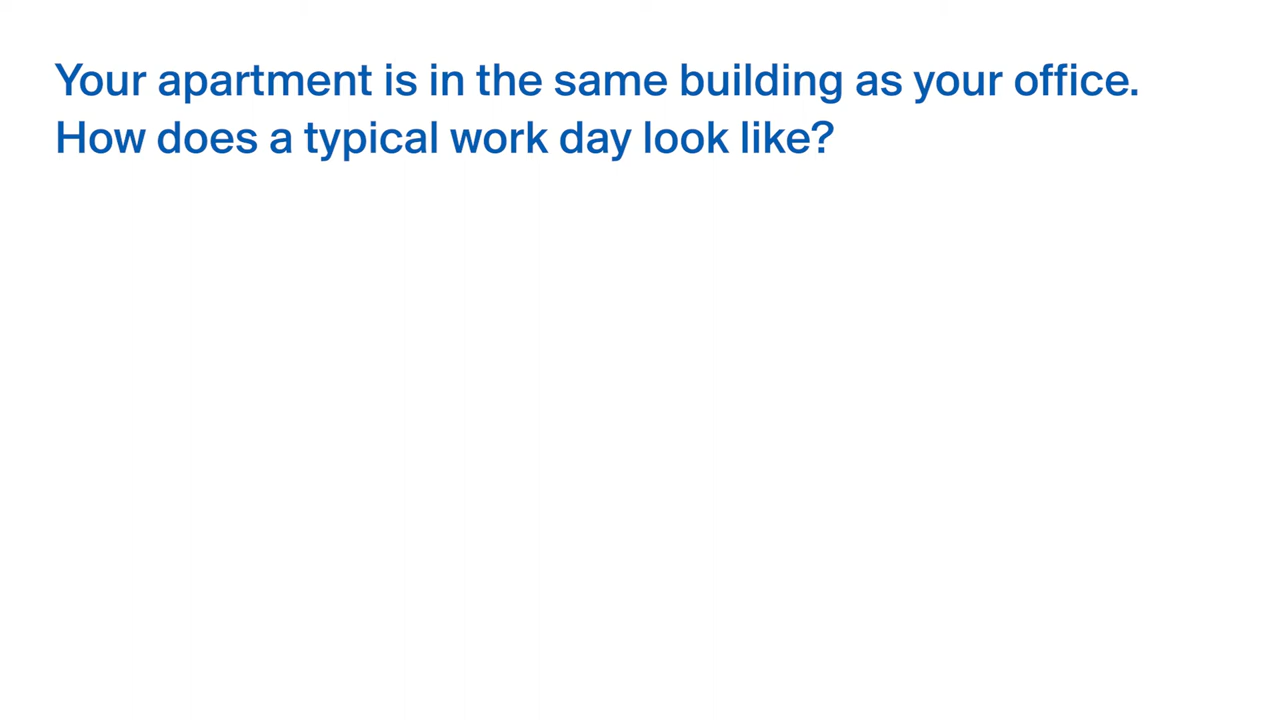 Your apartment is in the same building as your office.
How does a typical work day look like?